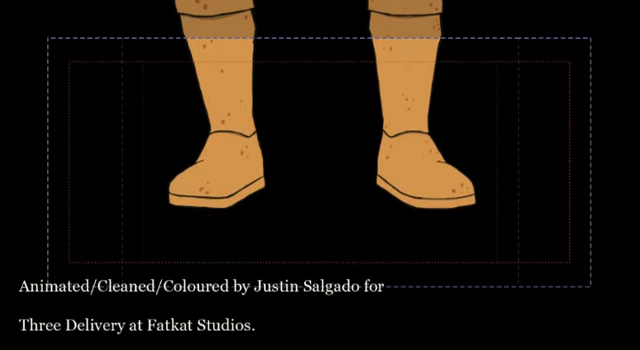 Animated/Cleaned/Coloured by Justin Salgado for
Three Delivery at Fatkat Studios.